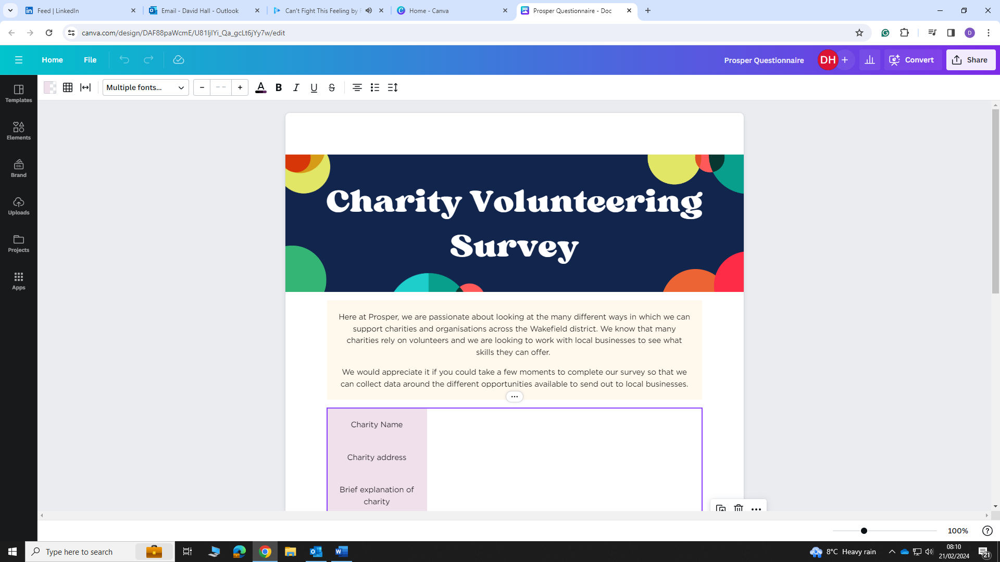 Feed | LinkedIn
Email - David Hall - Outlook
Can't Fight This Feeling by
Home - Canva
Prosper Questionnaire - Doc
canva.com/design/DAF88paWcmE/U81ljlYi_Qa_gcLt6jYy7w/edit
D
Home
File
Prosper Questionnaire
DH
Convert
Share
Multiple fonts...
A
B
I
U
S
Templates
Elements
CO.
Brand
Uploads
Projects
Apps
Charity Volunteering
Survey
Here at Prosper, we are passionate about looking at the many different ways in which we can
support charities and organisations across the Wakefield district. We know that many
charities rely on volunteers and we are looking to work with local businesses to see what
skills they can offer.
We would appreciate it if you could take a few moments to complete our survey so that we
can collect data around the different opportunities available to send out to local businesses.
Charity Name
Charity address
Brief explanation of
charity
100%
Type here to search
8°C Heavy rain
08:10
21/02/2024
21